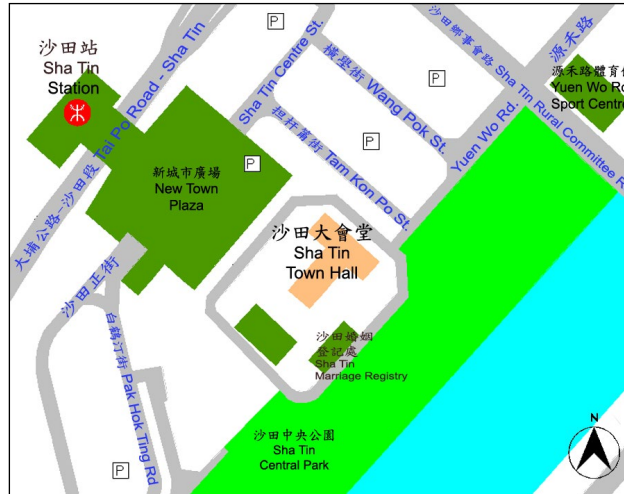 沙田站
Sha Tin
Station
大埔公路-沙田段 Tai Po Road - Sha Tin
P
P
P
P
P
沙田鄉事會路 Sha Tin Rural Committee R
源禾路
Yuen Wo Rd.
源禾路體育
Yuen Wo Ro
Sport Centre
Sha Tin Centre St.
橫壆街 Wang Pok St.
担杆莆街 Tam Kon Po St.
新城市廣場
New Town
Plaza
沙田大會堂
Sha Tin
Town Hall
沙田正街
白鶴汀街 Pak Hok Ting Rd
沙田婚姻
登記處
Sha Tin
Marriage Registry
沙田中央公園
Sha Tin
Central Park
N